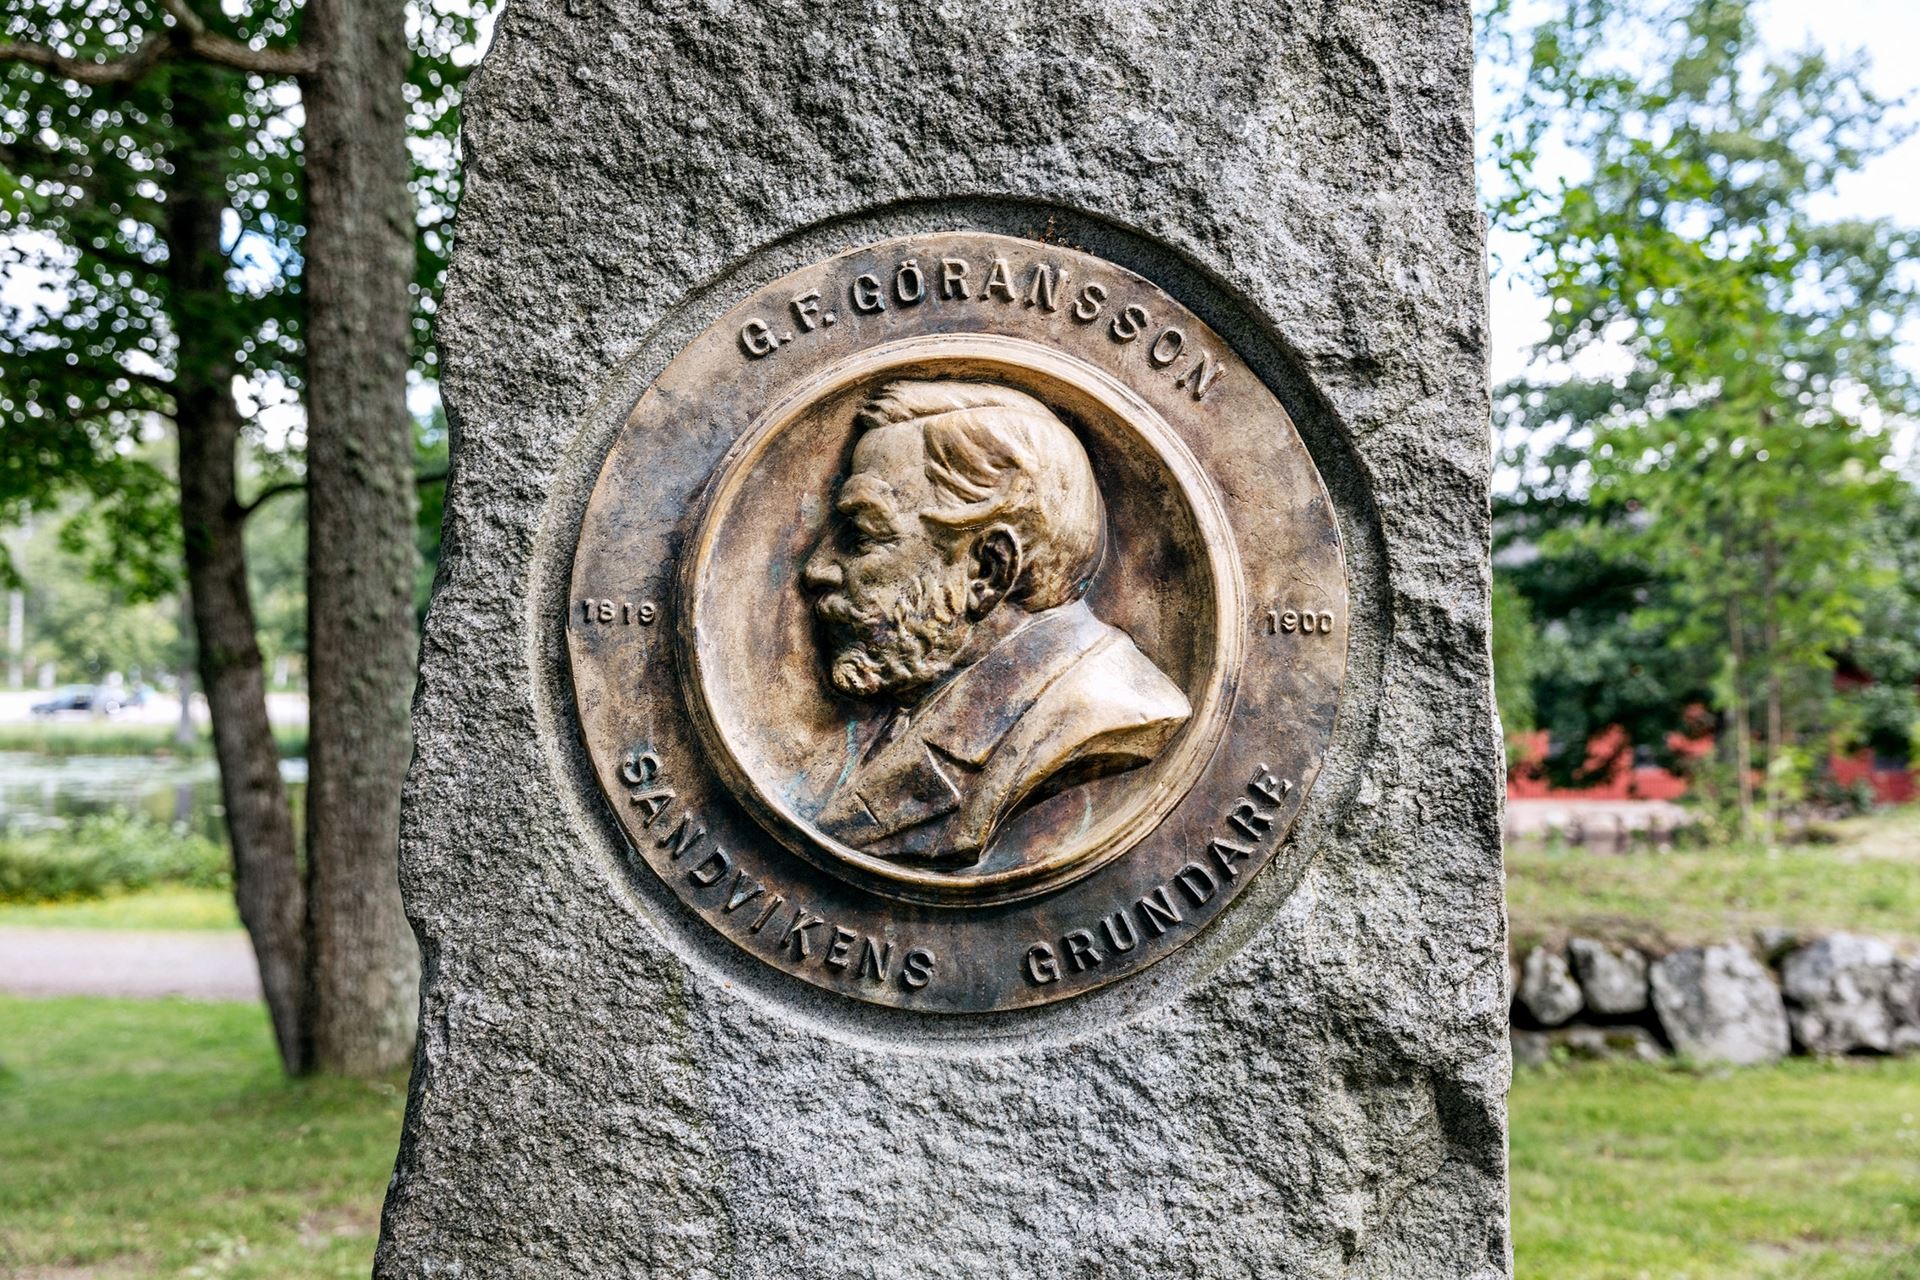 G. F. GÖRANSSON
1819
1900
SANDVIKENS GRUNDARE